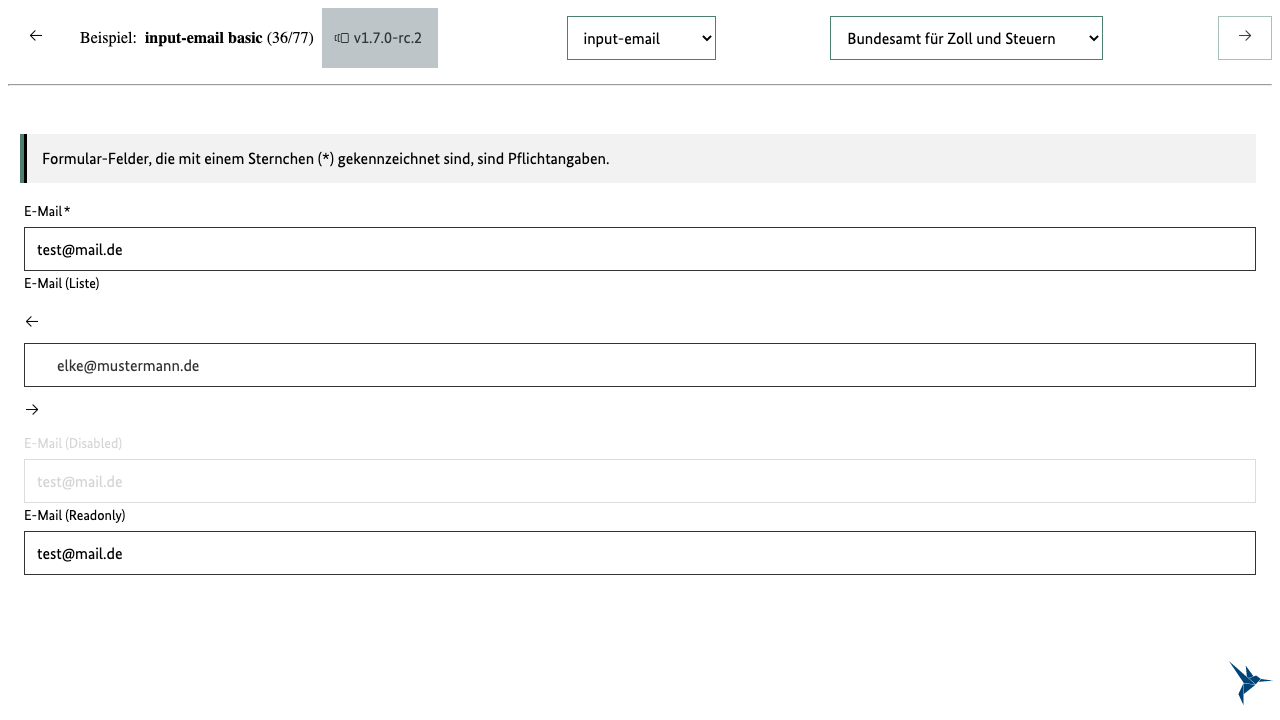 ← Beispiel: input-email basic (36/77) v1.7.0-rc.2 input-email Bundesamt für Zoll und Steuern →
Formular-Felder, die mit einem Sternchen (*) gekennzeichnet sind, sind Pflichtangaben.
E-Mail*
test@mail.de
E-Mail (Liste)
←
elke@mustermann.de
→
E-Mail (Disabled)
test@mail.de
E-Mail (Readonly)
test@mail.de